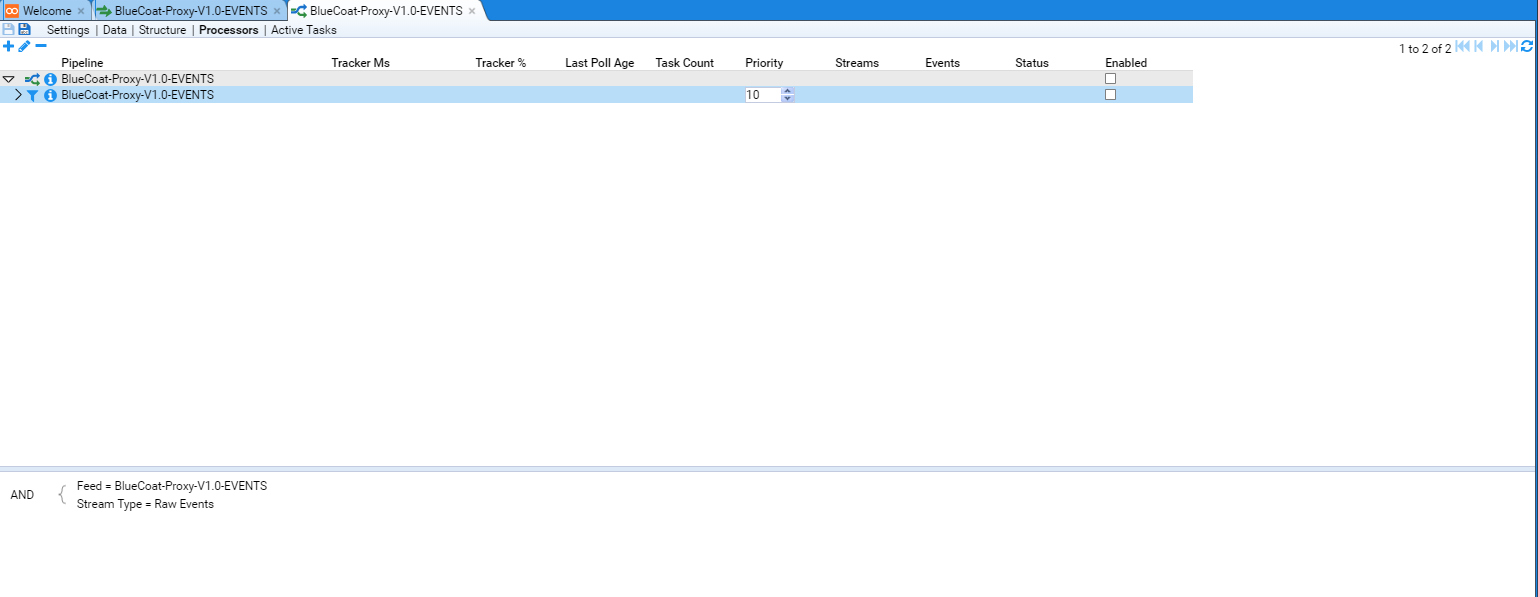 Welcome × BlueCoat-Proxy-V1.0-EVENTS × BlueCoat-Proxy-V1.0-EVENTS ×
Settings | Data | Structure | Processors | Active Tasks
1 to 2 of 2
Pipeline Tracker Ms Tracker % Last Poll Age Task Count Priority Streams Events Status Enabled
BlueCoat-Proxy-V1.0-EVENTS
BlueCoat-Proxy-V1.0-EVENTS 10
Feed = BlueCoat-Proxy-V1.0-EVENTS
AND
Stream Type = Raw Events